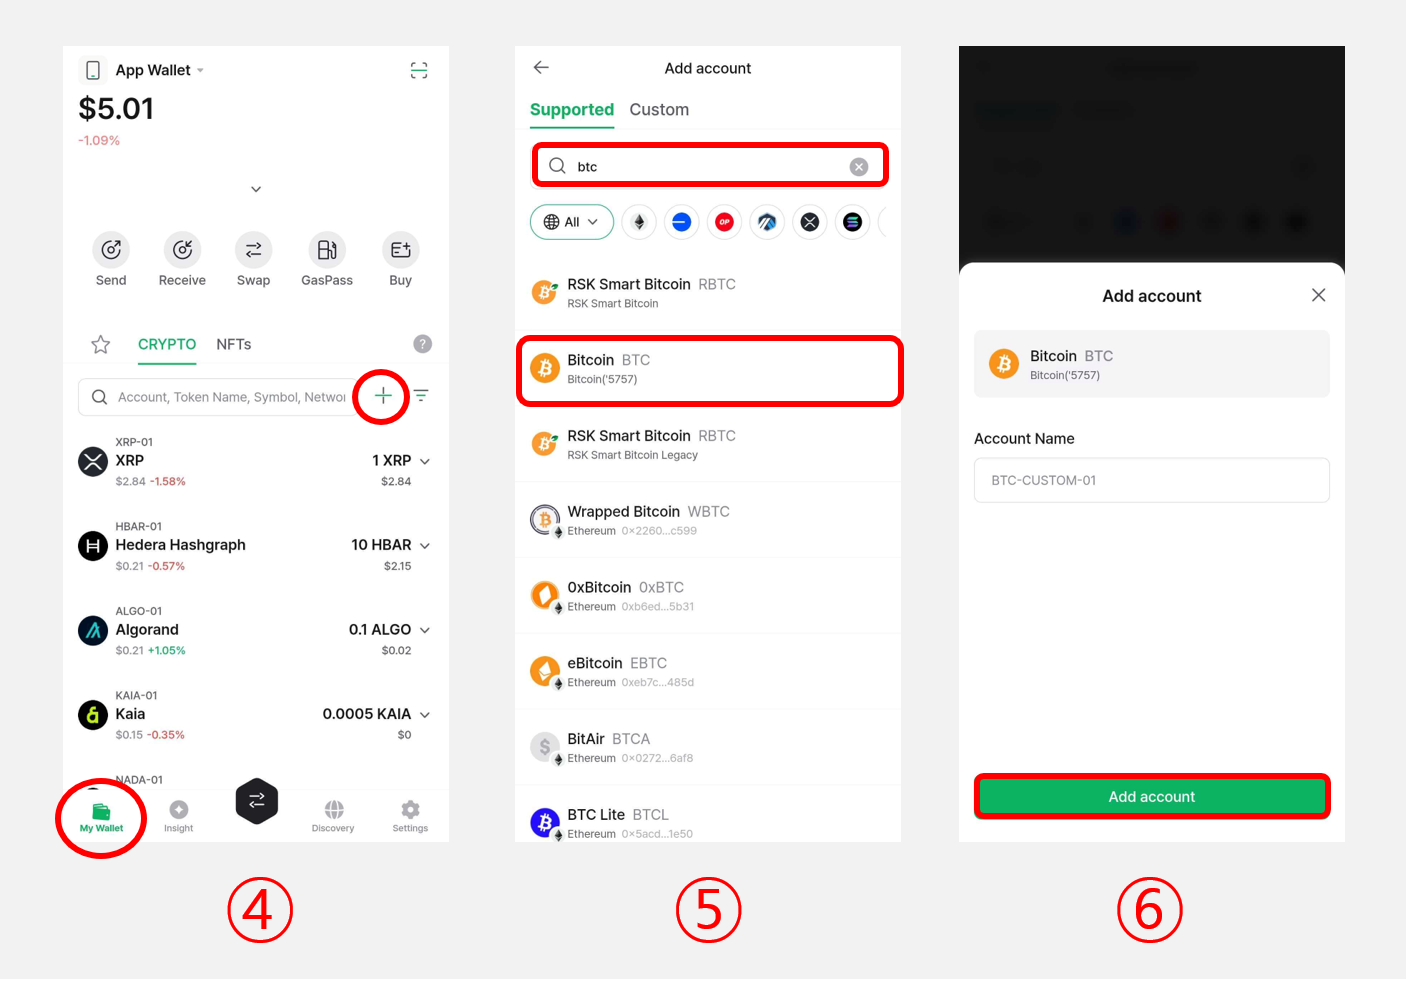 App Wallet
$5.01
-1.09%
Send Receive Swap GasPass Buy
CRYPTO NFTs ?
Account, Token Name, Symbol, Networ
XRP-01
XRP 1 XRP
$2.84 -1.58% $2.84
HBAR-01
Hedera Hashgraph 10 HBAR
$0.21 -0.57% $2.15
ALGO-01
Algorand 0.1 ALGO
$0.21 +1.05% $0.02
KAIA-01
Kaia 0.0005 KAIA
$0.15 -0.35% $0
NADA-01
My Wallet Insight Discovery Settings
④
Add account
Supported Custom
btc
All OP
RSK Smart Bitcoin RBTC
RSK Smart Bitcoin
Bitcoin BTC
Bitcoin('5757)
RSK Smart Bitcoin RBTC
RSK Smart Bitcoin Legacy
Wrapped Bitcoin WBTC
Ethereum 0×2260...c599
0xBitcoin 0xBTC
Ethereum 0xb6ed...5b31
eBitcoin EBTC
Ethereum 0xeb7c...485d
BitAir BTCA
Ethereum 0×0272...6af8
BTC Lite BTCL
Ethereum 0×5acd...1e50
⑤
Add account
Bitcoin BTC
Bitcoin('5757)
Account Name
BTC-CUSTOM-01
Add account
⑥